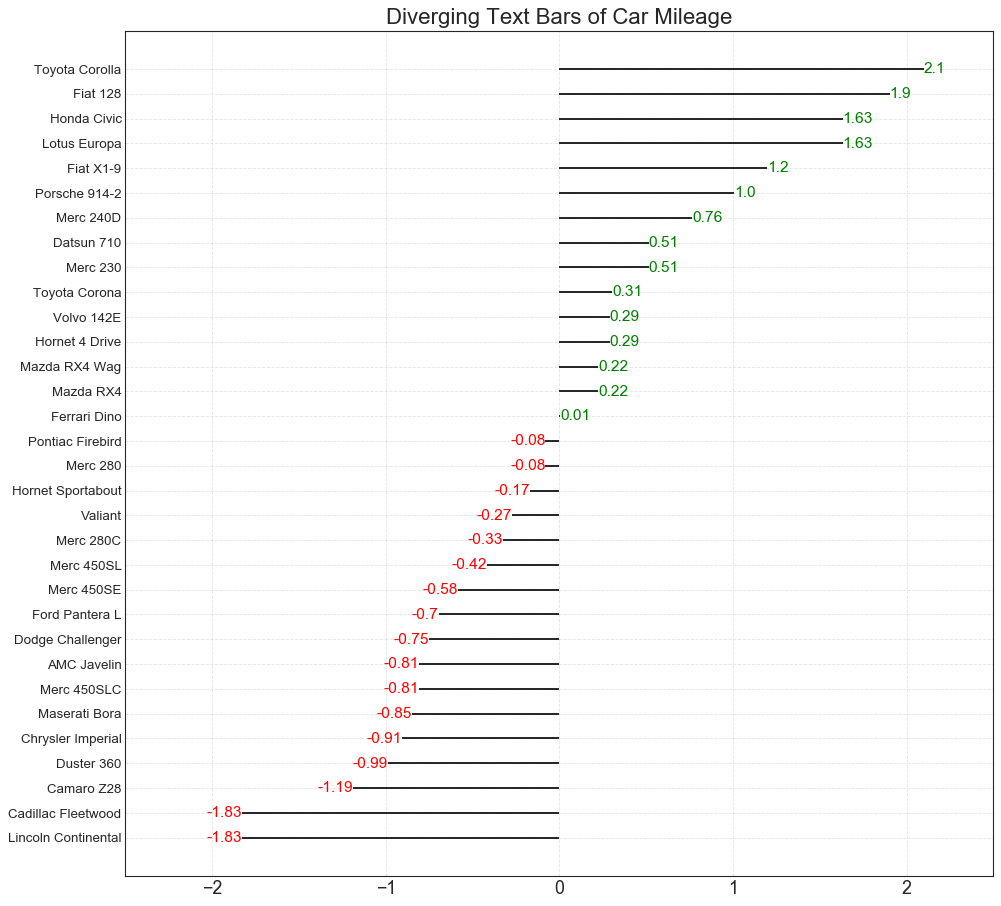 Diverging Text Bars of Car Mileage
Toyota Corolla 2.1
Fiat 128 1.9
Honda Civic 1.63
Lotus Europa 1.63
Fiat X1-9 1.2
Porsche 914-2 1.0
Merc 240D 0.76
Datsun 710 0.51
Merc 230 0.51
Toyota Corona 0.31
Volvo 142E 0.29
Hornet 4 Drive 0.29
Mazda RX4 Wag 0.22
Mazda RX4 0.22
Ferrari Dino 0.01
Pontiac Firebird -0.08
Merc 280 -0.08
Hornet Sportabout -0.17
Valiant -0.27
Merc 280C -0.33
Merc 450SL -0.42
Merc 450SE -0.58
Ford Pantera L -0.7
Dodge Challenger -0.75
AMC Javelin -0.81
Merc 450SLC -0.81
Maserati Bora -0.85
Chrysler Imperial -0.91
Duster 360 -0.99
Camaro Z28 -1.19
Cadillac Fleetwood -1.83
Lincoln Continental -1.83
−2 −1 0 1 2